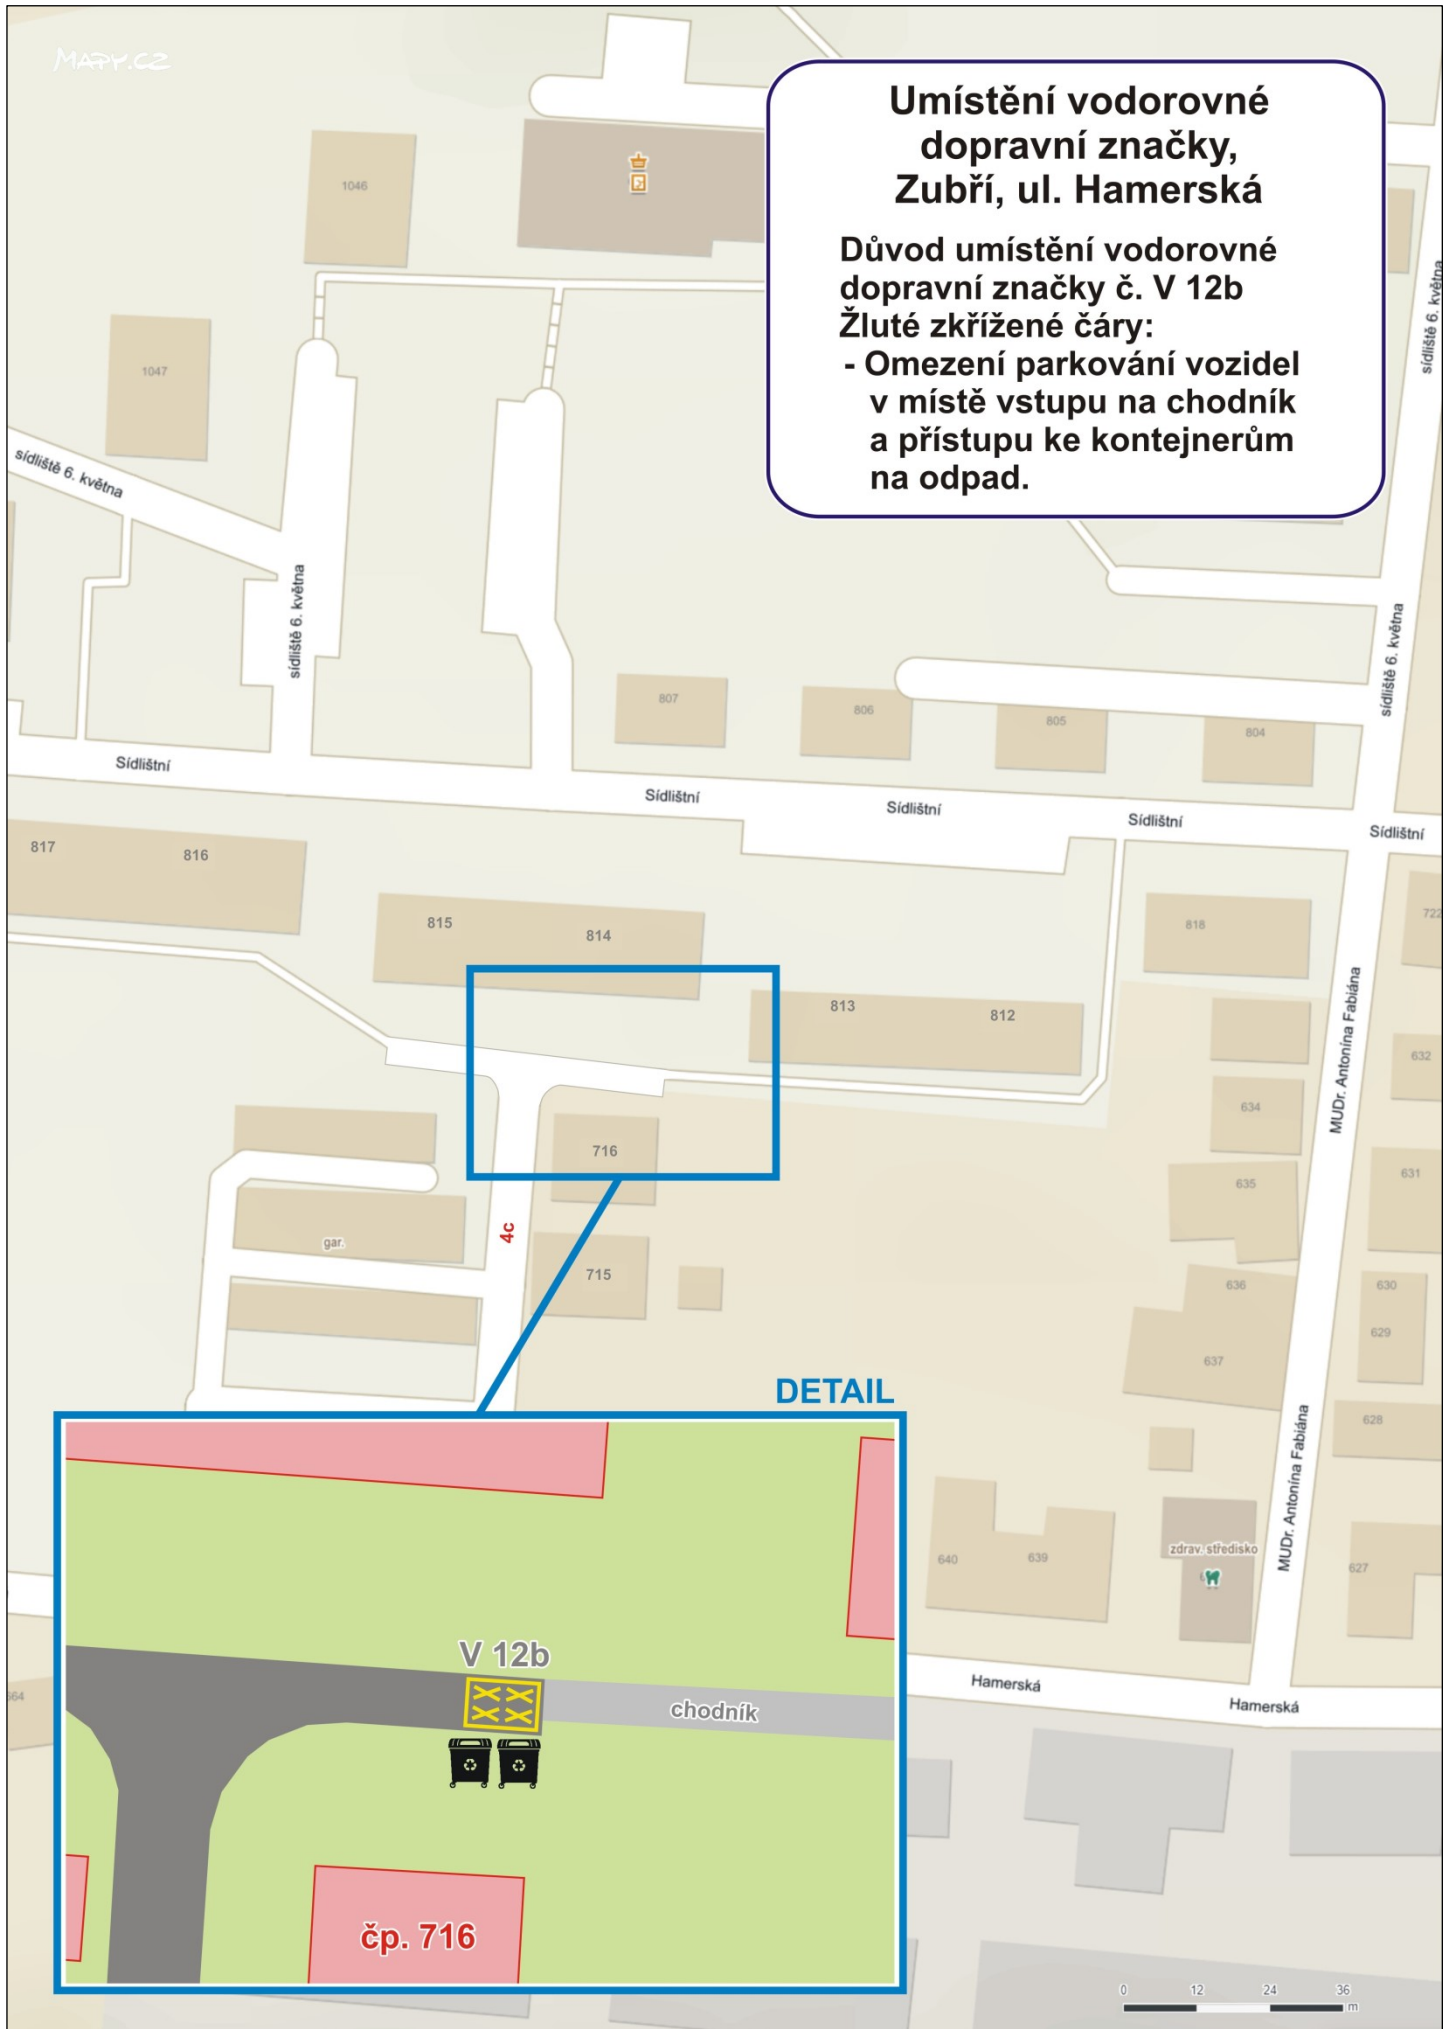 MAPY.CZ
Umístění vodorovné
dopravní značky,
Zubří, ul. Hamerská
Důvod umístění vodorovné
dopravní značky č. V 12b
Žluté zkřížené čáry:
- Omezení parkování vozidel
v místě vstupu na chodník
a přístupu ke kontejnerům
na odpad.
1046
1047
sídliště 6. května
sídliště 6. května
sídliště 6. května
sídliště 6. května
807
806
805
804
Sídlištní
Sídlištní
Sídlištní
Sídlištní
Sídlištní
817
816
815
814
813
812
818
722
MUDr. Antonína Fabiána
632
634
631
635
716
4c
gar.
715
636
630
629
637
628
MUDr. Antonína Fabiána
640
639
zdrav. středisko
627
664
Hamerská
Hamerská
DETAIL
V 12b
chodník
čp. 716
0
12
24
36
m